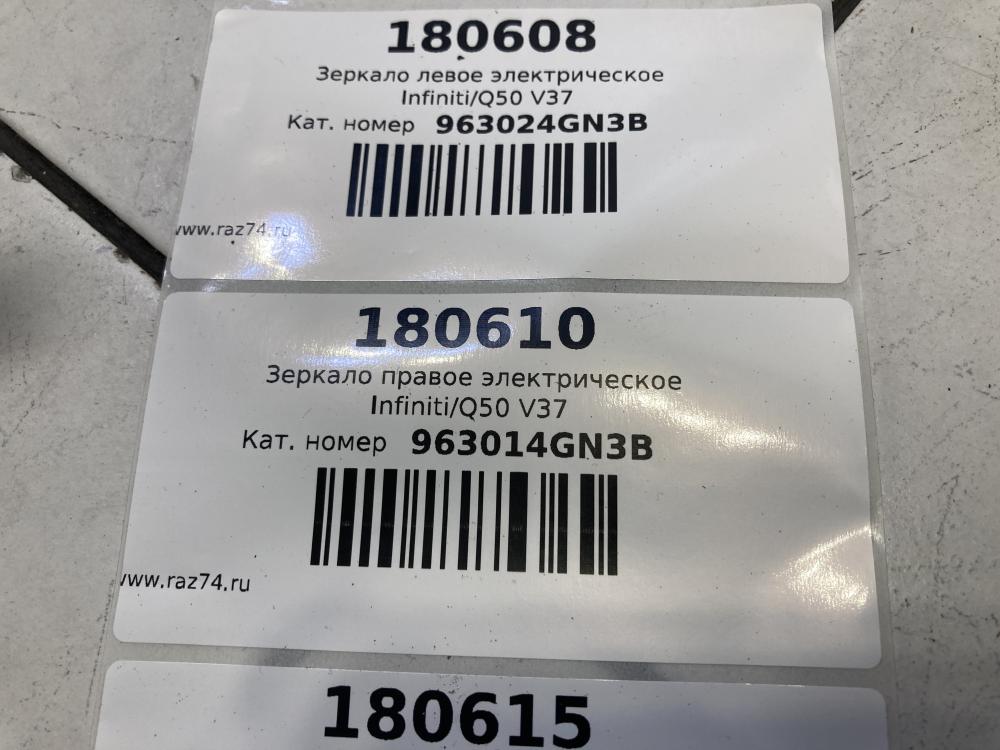 180608
Зеркало левое электрическое
Infiniti/Q50 V37
Кат. номер 963024GN3B
www.raz74.ru
180610
Зеркало правое электрическое
Infiniti/Q50 V37
Кат. номер 963014GN3B
www.raz74.ru
180615